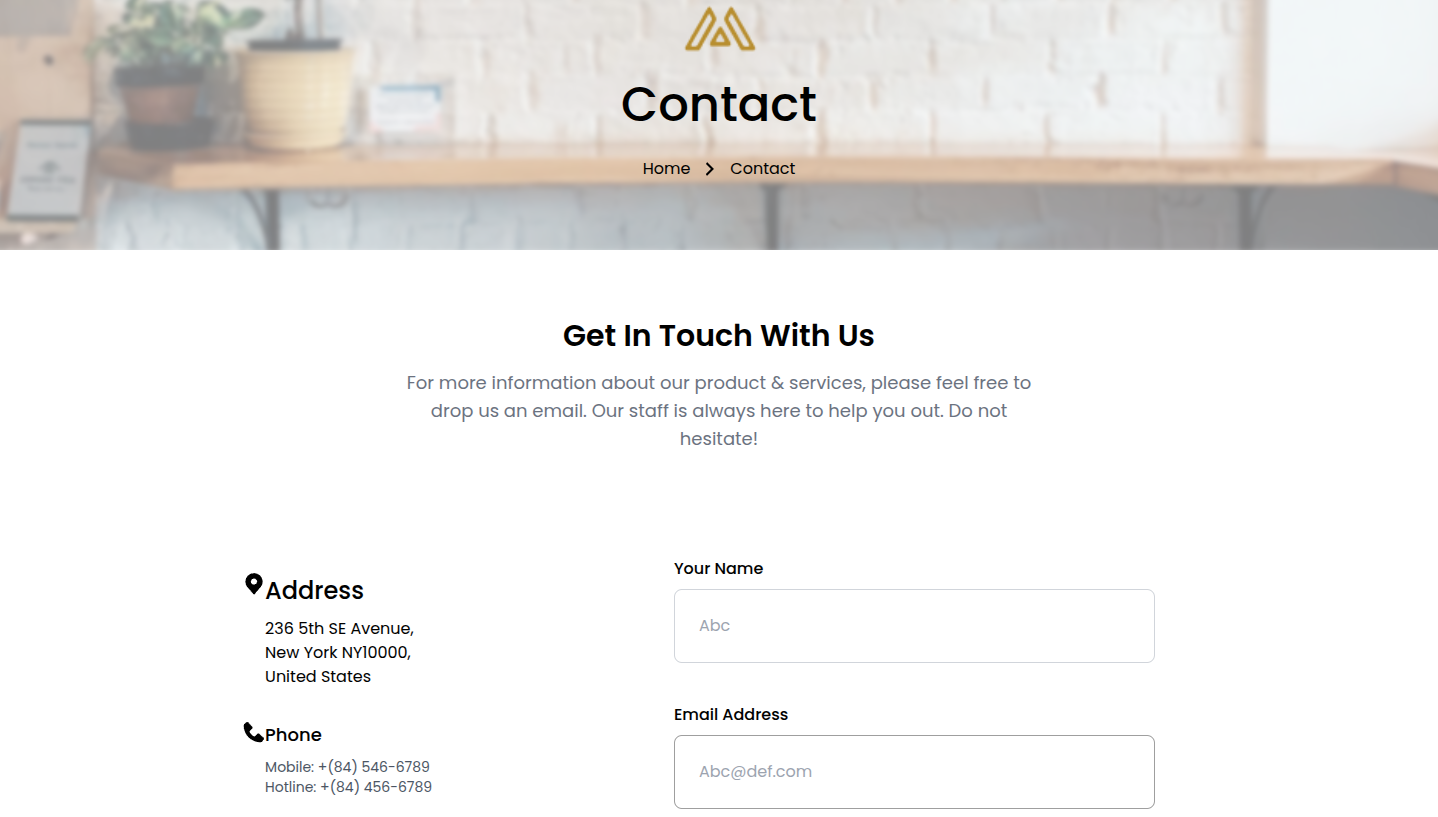 Contact
Home > Contact
Get In Touch With Us
For more information about our product & services, please feel free to
drop us an email. Our staff is always here to help you out. Do not
hesitate!
Address
236 5th SE Avenue,
New York NY10000,
United States
Phone
Mobile: +(84) 546-6789
Hotline: +(84) 456-6789
Your Name
Abc
Email Address
Abc@def.com